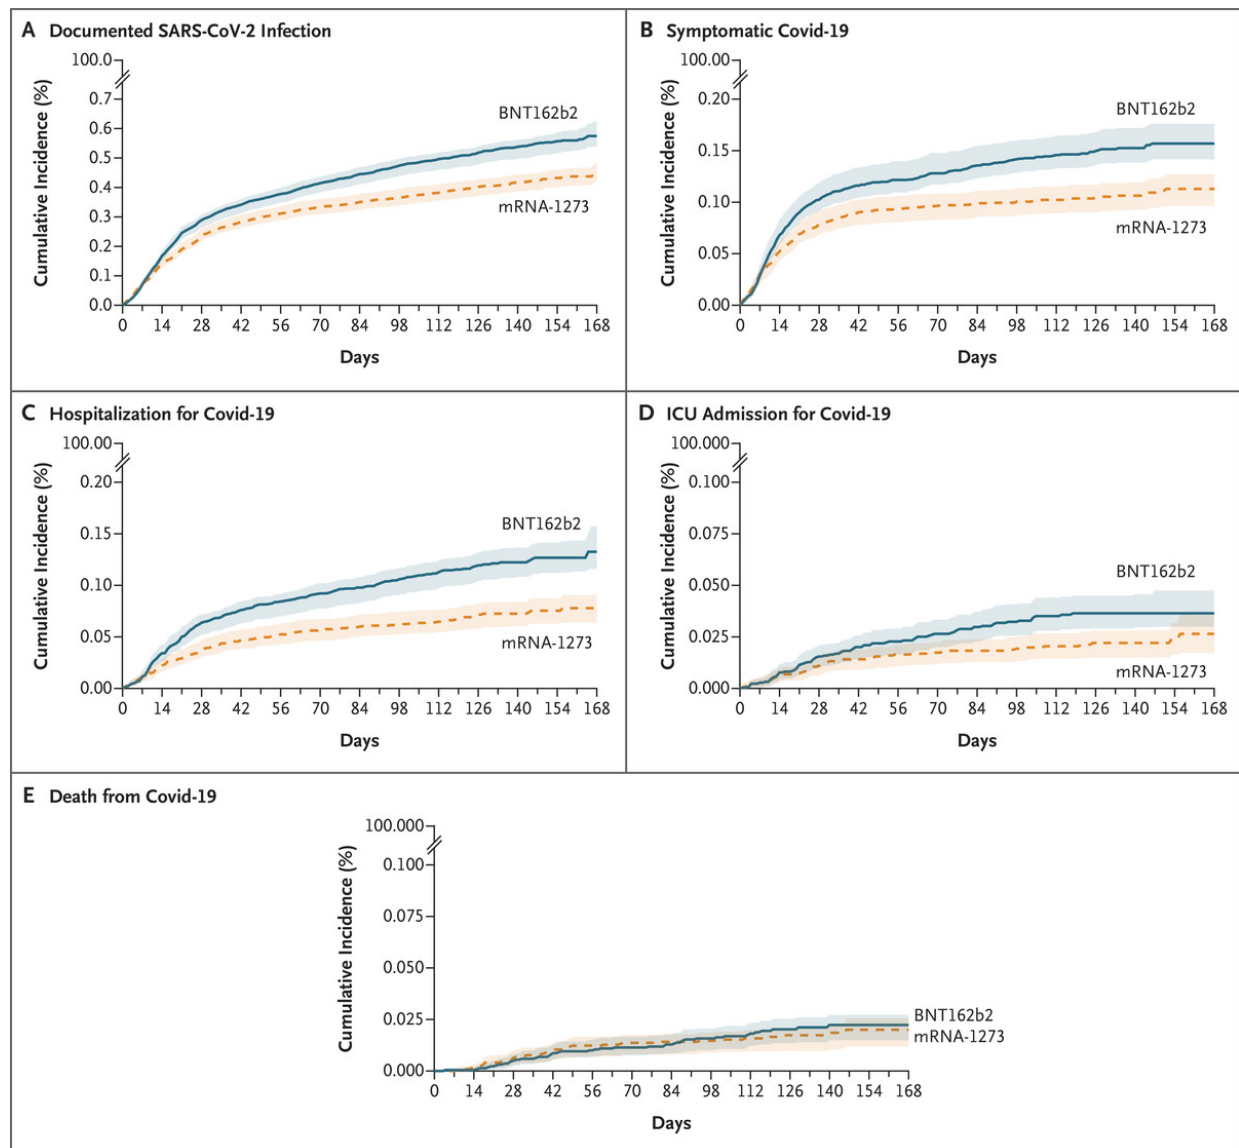 A Documented SARS-CoV-2 Infection
Cumulative Incidence (%)
100.0
0.7
0.6
0.5
0.4
0.3
0.2
0.1
0.0
BNT162b2
mRNA-1273
0 14 28 42 56 70 84 98 112 126 140 154 168
Days
B Symptomatic Covid-19
Cumulative Incidence (%)
100.00
0.20
0.15
0.10
0.05
0.00
BNT162b2
mRNA-1273
0 14 28 42 56 70 84 98 112 126 140 154 168
Days
C Hospitalization for Covid-19
Cumulative Incidence (%)
100.00
0.20
0.15
0.10
0.05
0.00
BNT162b2
mRNA-1273
0 14 28 42 56 70 84 98 112 126 140 154 168
Days
D ICU Admission for Covid-19
Cumulative Incidence (%)
100.000
0.100
0.075
0.050
0.025
0.000
BNT162b2
mRNA-1273
0 14 28 42 56 70 84 98 112 126 140 154 168
Days
E Death from Covid-19
Cumulative Incidence (%)
100.000
0.100
0.075
0.050
0.025
0.000
BNT162b2
mRNA-1273
0 14 28 42 56 70 84 98 112 126 140 154 168
Days